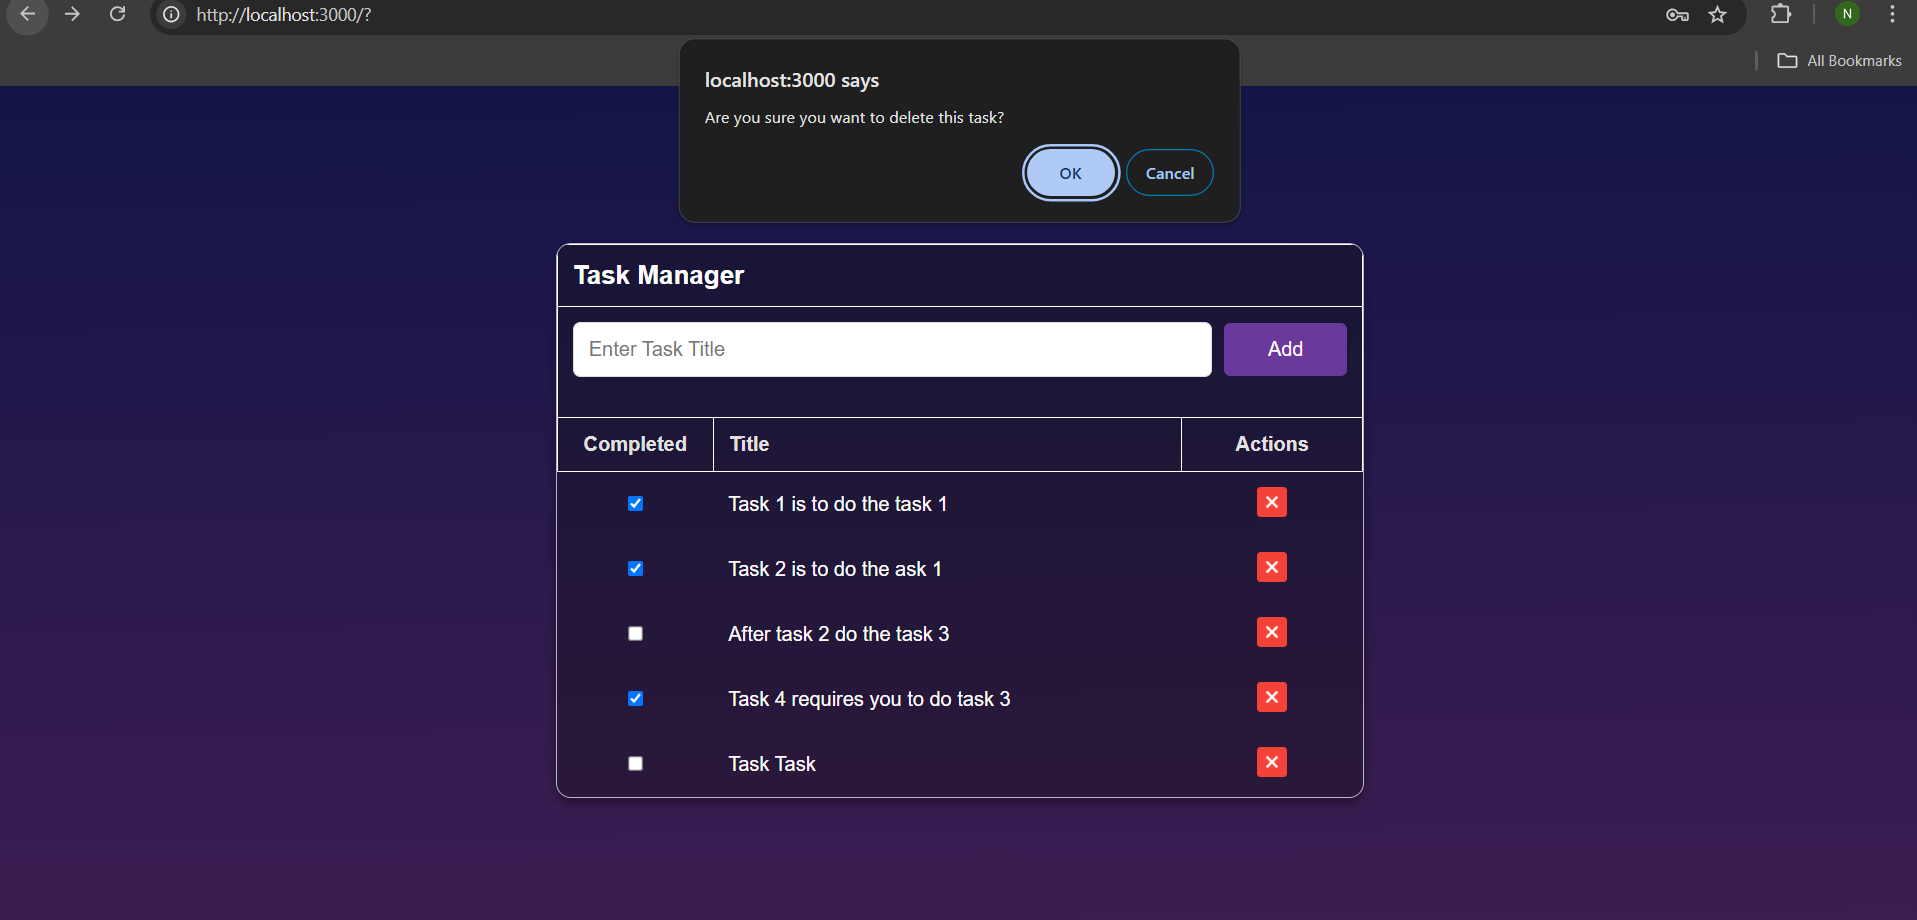 http://localhost:3000/?
N
All Bookmarks
localhost:3000 says
Are you sure you want to delete this task?
OK Cancel
Task Manager
Enter Task Title Add
Completed Title Actions
Task 1 is to do the task 1
Task 2 is to do the ask 1
After task 2 do the task 3
Task 4 requires you to do task 3
Task Task